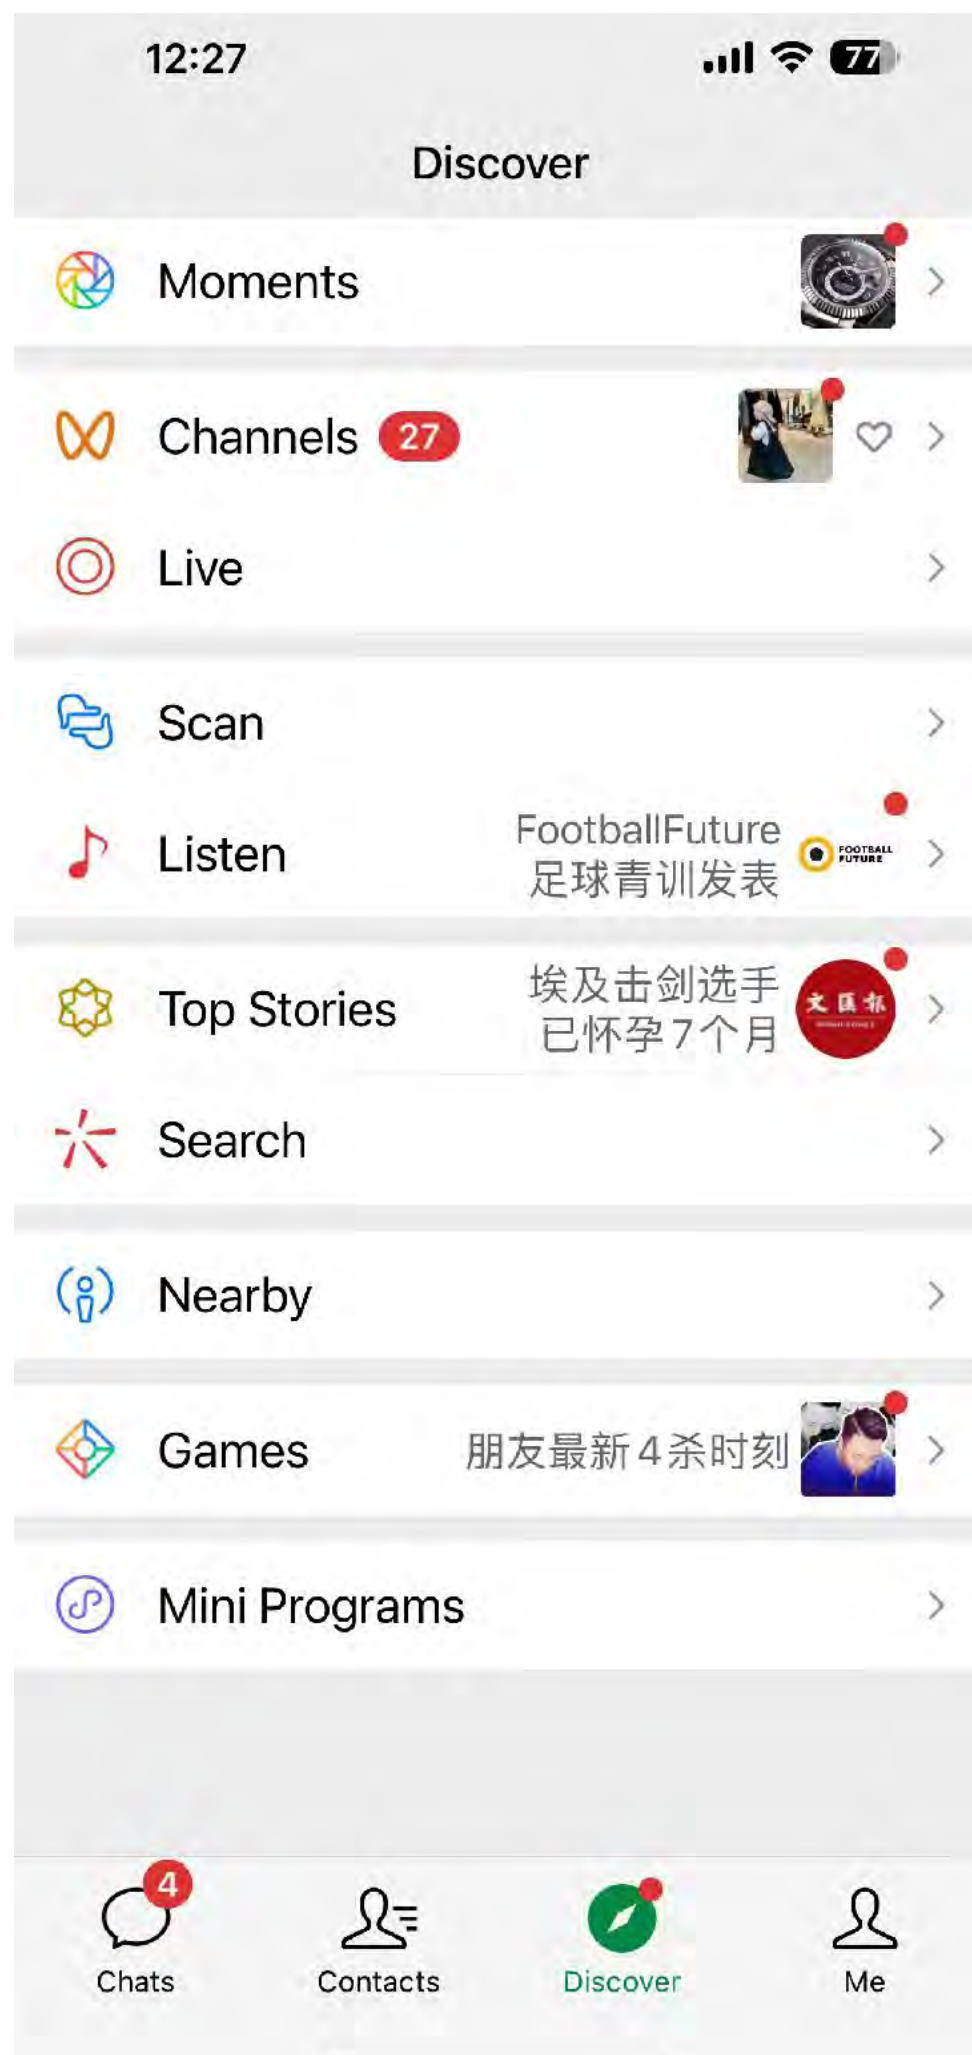 12:27
77
Discover
Moments
Channels 27
Live
Scan
Listen
FootballFuture
足球青训发表
FOOTBALL
FUTURE
Top Stories
埃及击剑选手
已怀孕7个月
文匯報
Search
Nearby
Games
朋友最新4杀时刻
Mini Programs
4
Chats
Contacts
Discover
Me